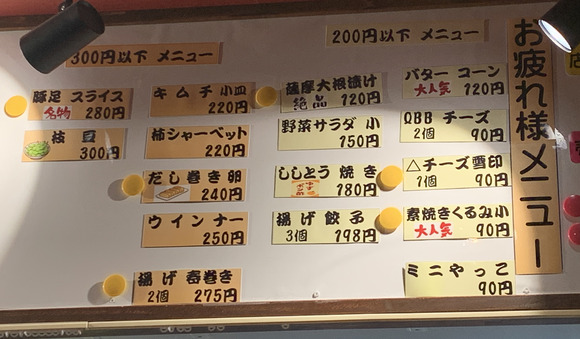 お疲れ様メニュー
200円以下 メニュー
バター コーン
大人気 120円
QBB チーズ
2個 90円
△チーズ雪印
1個 90円
素焼きくるみ小
大人気 90円
ミニやっこ
90円
薩摩大根漬け
絶品 120円
野菜サラダ 小
150円
ししとう 焼き
180円
揚げ 餃子
3個 198円
300円以下 メニュー
キムチ 小皿
220円
柿シャーベット
220円
だし巻き 卵
240円
ウインナー
250円
揚げ 春巻き
2個 275円
豚足 スライス
名物 280円
枝豆
300円